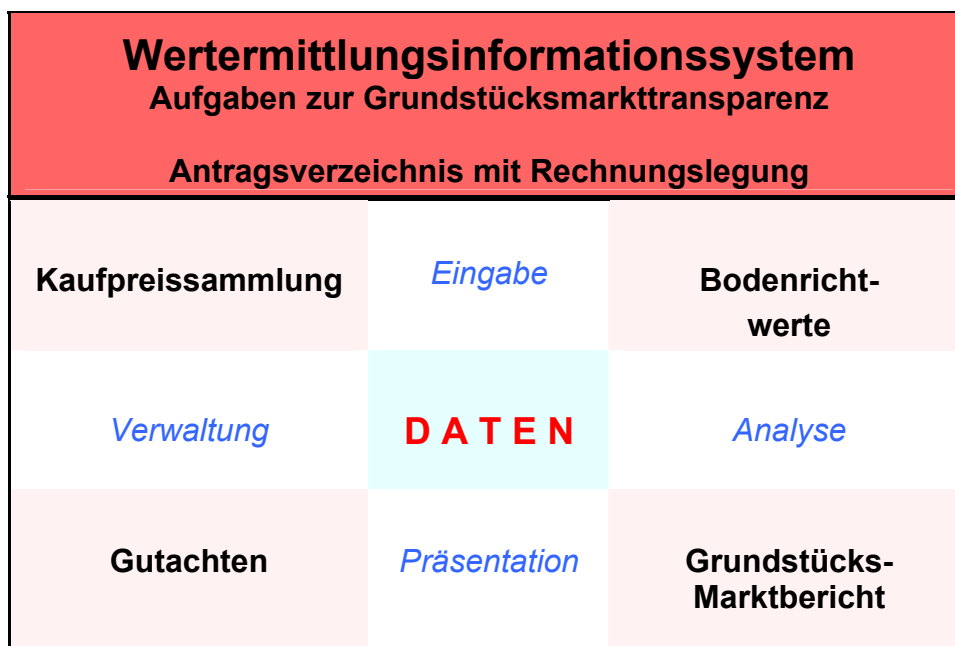 Wertermittlungsinformationssystem
Aufgaben zur Grundstücksmarkttransparenz
Antragsverzeichnis mit Rechnungslegung
Kaufpreissammlung
Eingabe
Bodenricht-
werte
Verwaltung
D A T E N
Analyse
Gutachten
Präsentation
Grundstücks-
Marktbericht